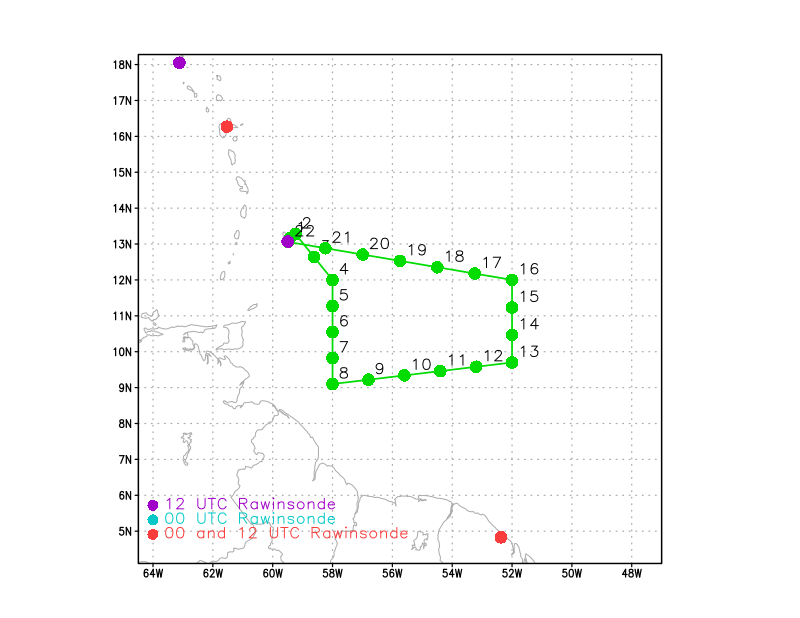 18N
17N
16N
15N
14N
2
22
21
13N
20
19
18
17
16
4
12N
5
15
11N
6
14
7
13
10N
8
9
10
11
12
9N
8N
7N
6N
12 UTC Rawinsonde
00 UTC Rawinsonde
5N
00 and 12 UTC Rawinsonde
64W 62W 60W 58W 56W 54W 52W 50W 48W